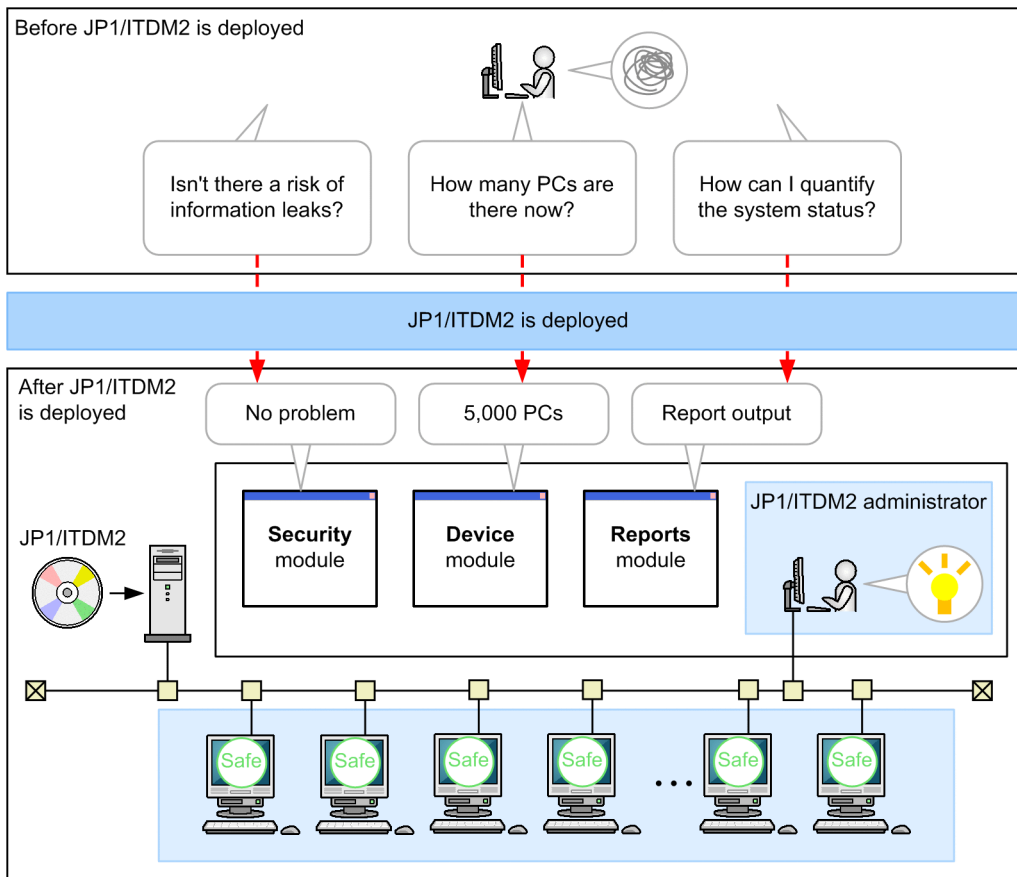 Before JP1/ITDM2 is deployed
Isn't there a risk of
information leaks?
How many PCs are
there now?
How can I quantify
the system status?
JP1/ITDM2 is deployed
After JP1/ITDM2
is deployed
No problem
5,000 PCs
Report output
JP1/ITDM2
Security
module
Device
module
Reports
module
JP1/ITDM2 administrator
Safe
Safe
Safe
Safe
...
Safe
Safe